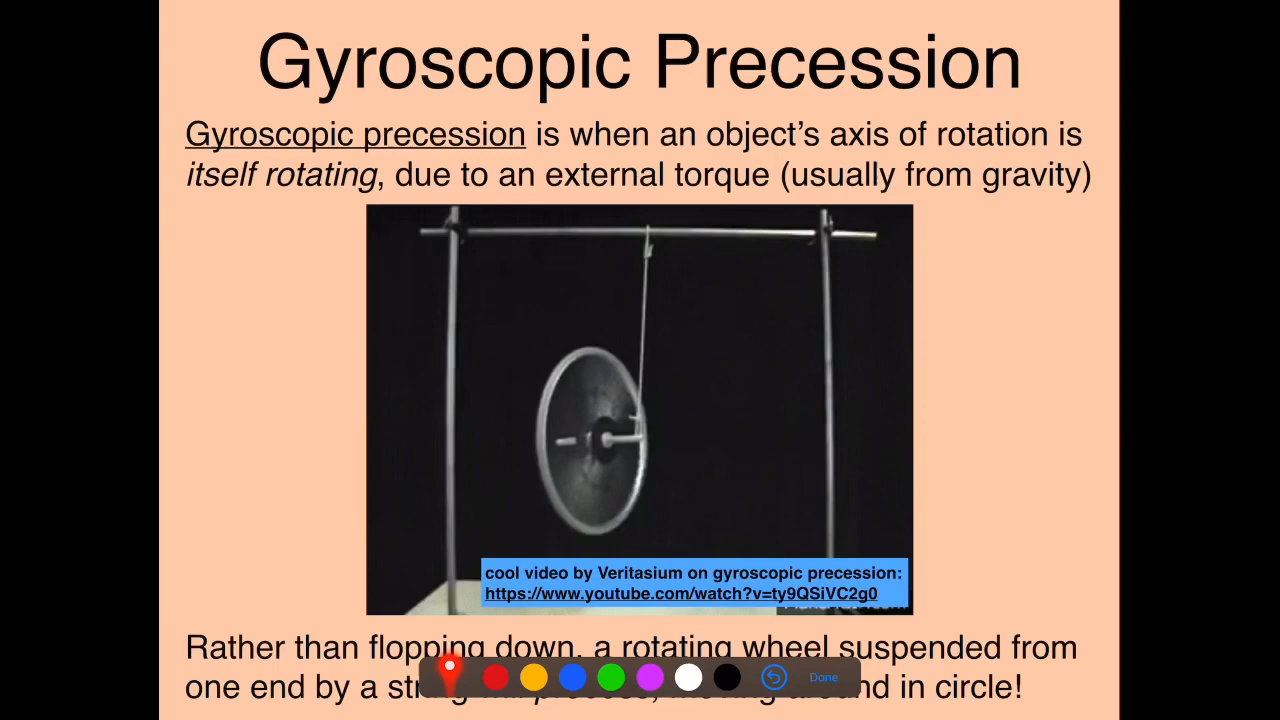 Gyroscopic Precession
Gyroscopic precession is when an object’s axis of rotation is
itself rotating, due to an external torque (usually from gravity)
cool video by Veritasium on gyroscopic precession:
https://www.youtube.com/watch?v=ty9QSiVC2g0
Rather than flopping down, a rotating wheel suspended from
one end by a in circle!
Done